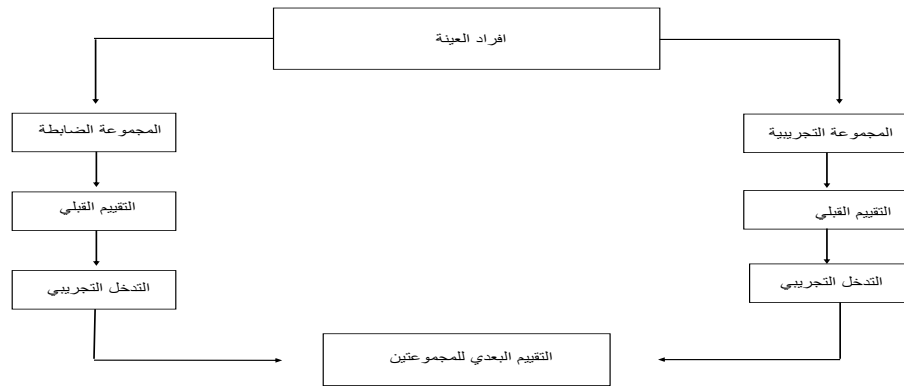 افراد العينة
المجموعة التجريبية
المجموعة الضابطة
التقييم القبلي
التقييم القبلي
التدخل التجريبي
التدخل التجريبي
التقييم البعدي للمجموعتين